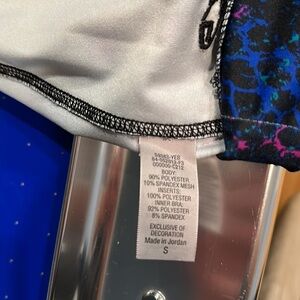 BODY:
90% POLYESTER
10% SPANDEX MESH
INSERTS:
100% POLYESTER
INNER BRA:
92% POLYESTER
8% SPANDEX
EXCLUSIVE OF
DECORATION
Made in Jordan
S